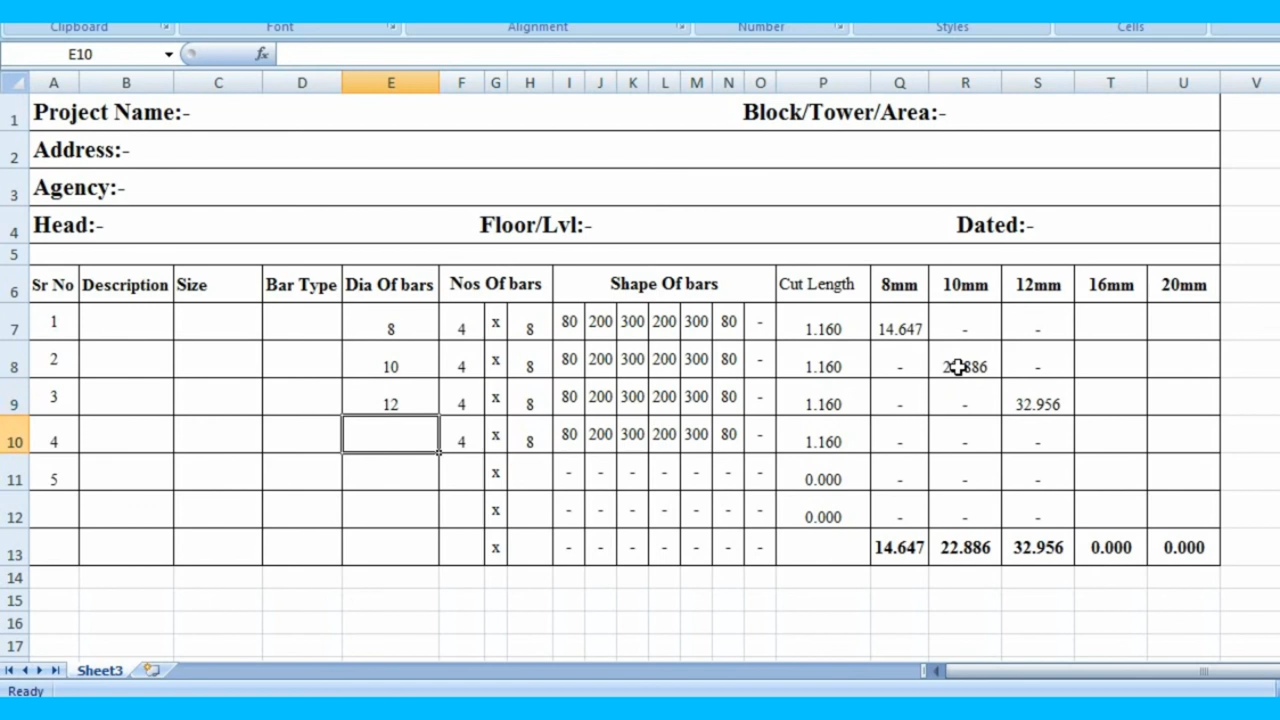 Clipboard Font Alignment Number Styles Cells
E10 fx
A B C D E F G H I J K L M N O P Q R S T U V
1 Project Name:- Block/Tower/Area:-
2 Address:-
3 Agency:-
4 Head:- Floor/Lvl:- Dated:-
5
6 Sr No Description Size Bar Type Dia Of bars Nos Of bars Shape Of bars Cut Length 8mm 10mm 12mm 16mm 20mm
7 1 8 4 x 8 80 200 300 200 300 80 - 1.160 14.647 - -
8 2 10 4 x 8 80 200 300 200 300 80 - 1.160 - -
9 3 12 4 x 8 80 200 300 200 300 80 - 1.160 - - 32.956
10 4 4 x 8 80 200 300 200 300 80 - 1.160 - - -
11 5 x - - - - - - - 0.000 - - -
12 x - - - - - - - 0.000 - - -
13 x - - - - - - - 14.647 22.886 32.956 0.000 0.000
14
15
16
17
Sheet3
Ready